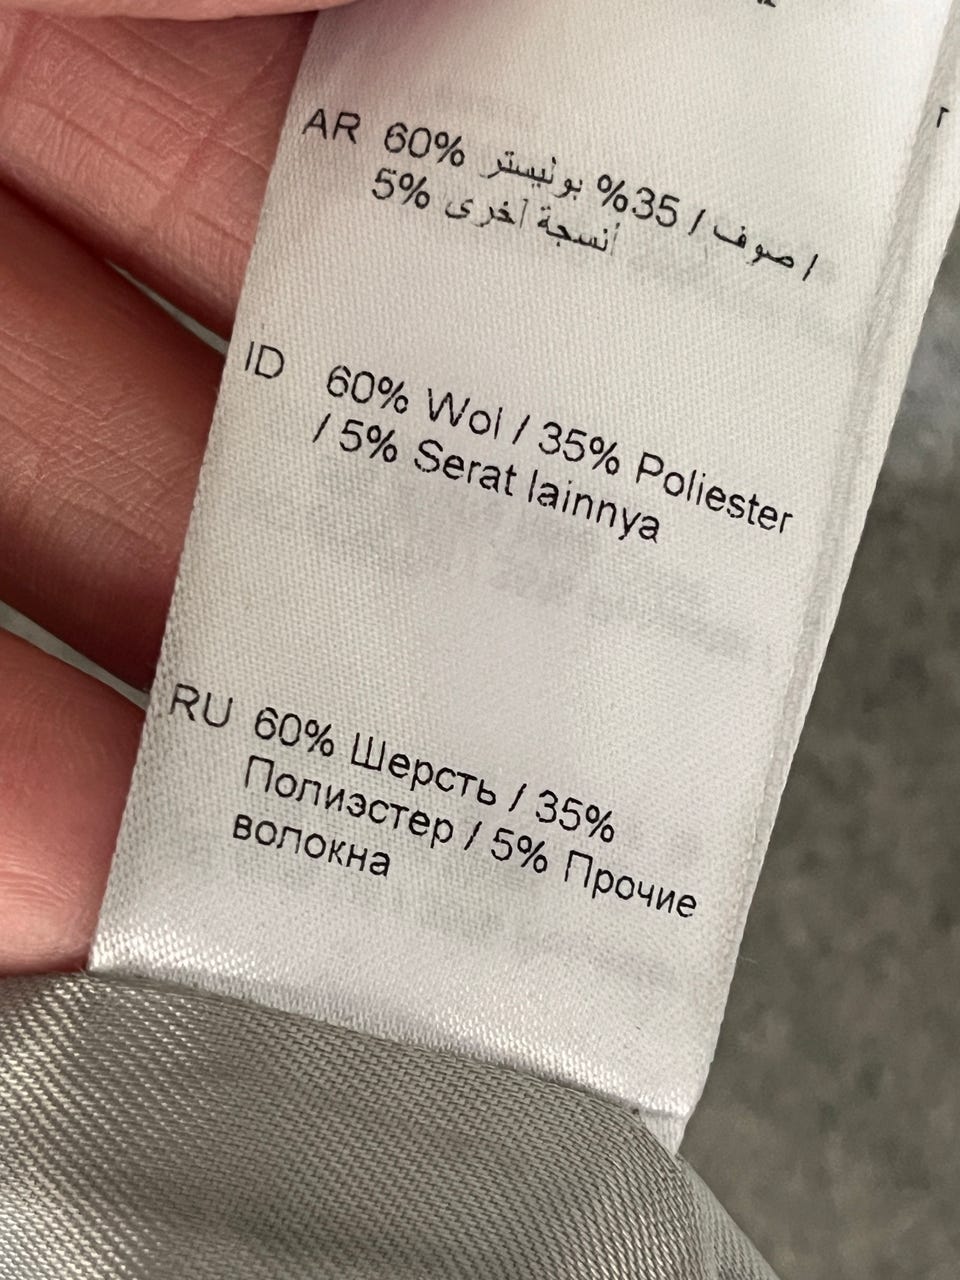 AR 60% صوف / 35% بوليستر /
5% أنسجة أخرى
ID 60% Wol / 35% Poliester
/ 5% Serat lainnya
RU 60% Шерсть / 35%
Полиэстер / 5% Прочие
волокна